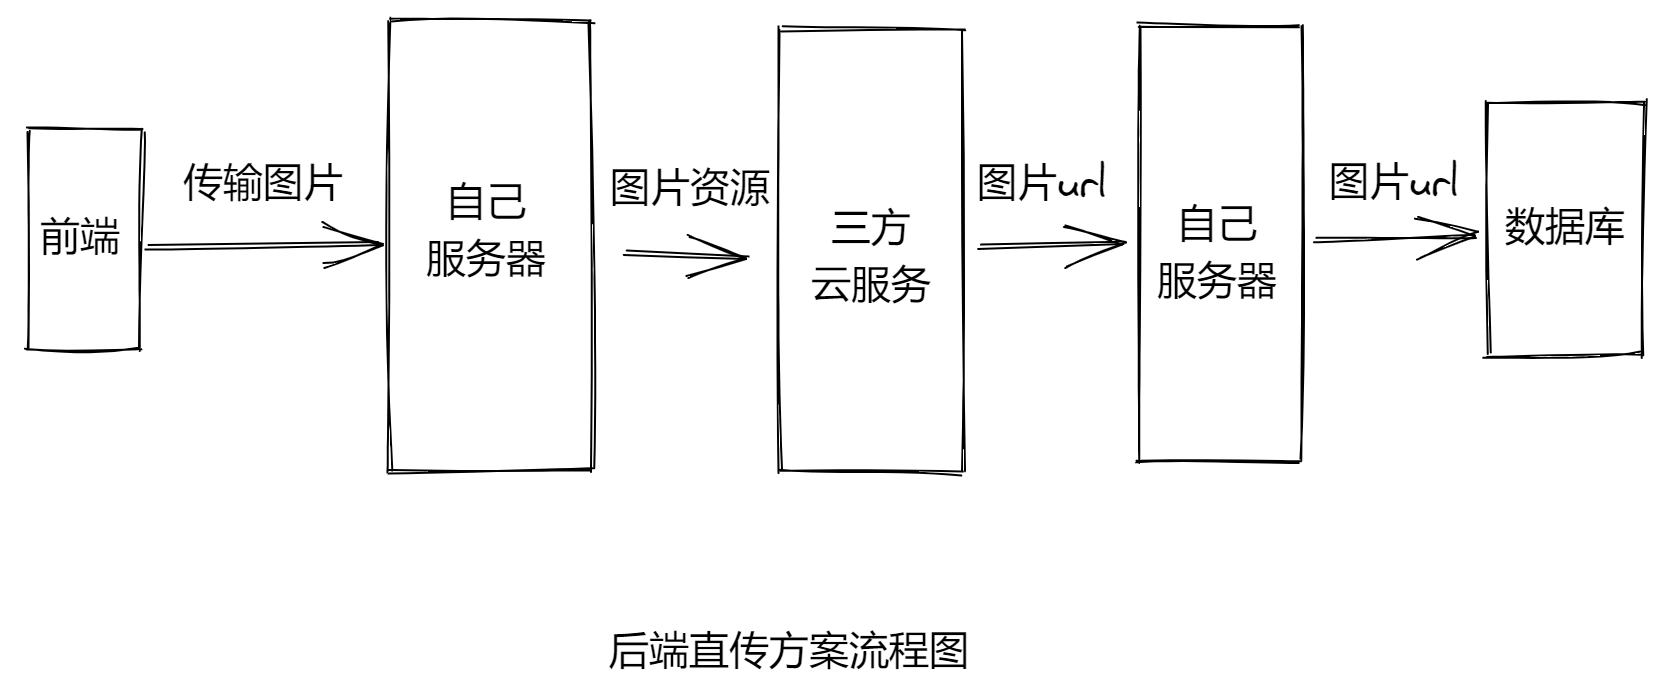 前端
传输图片
自己
服务器
图片资源
三方
云服务
图片url
自己
服务器
图片url
数据库
后端直传方案流程图